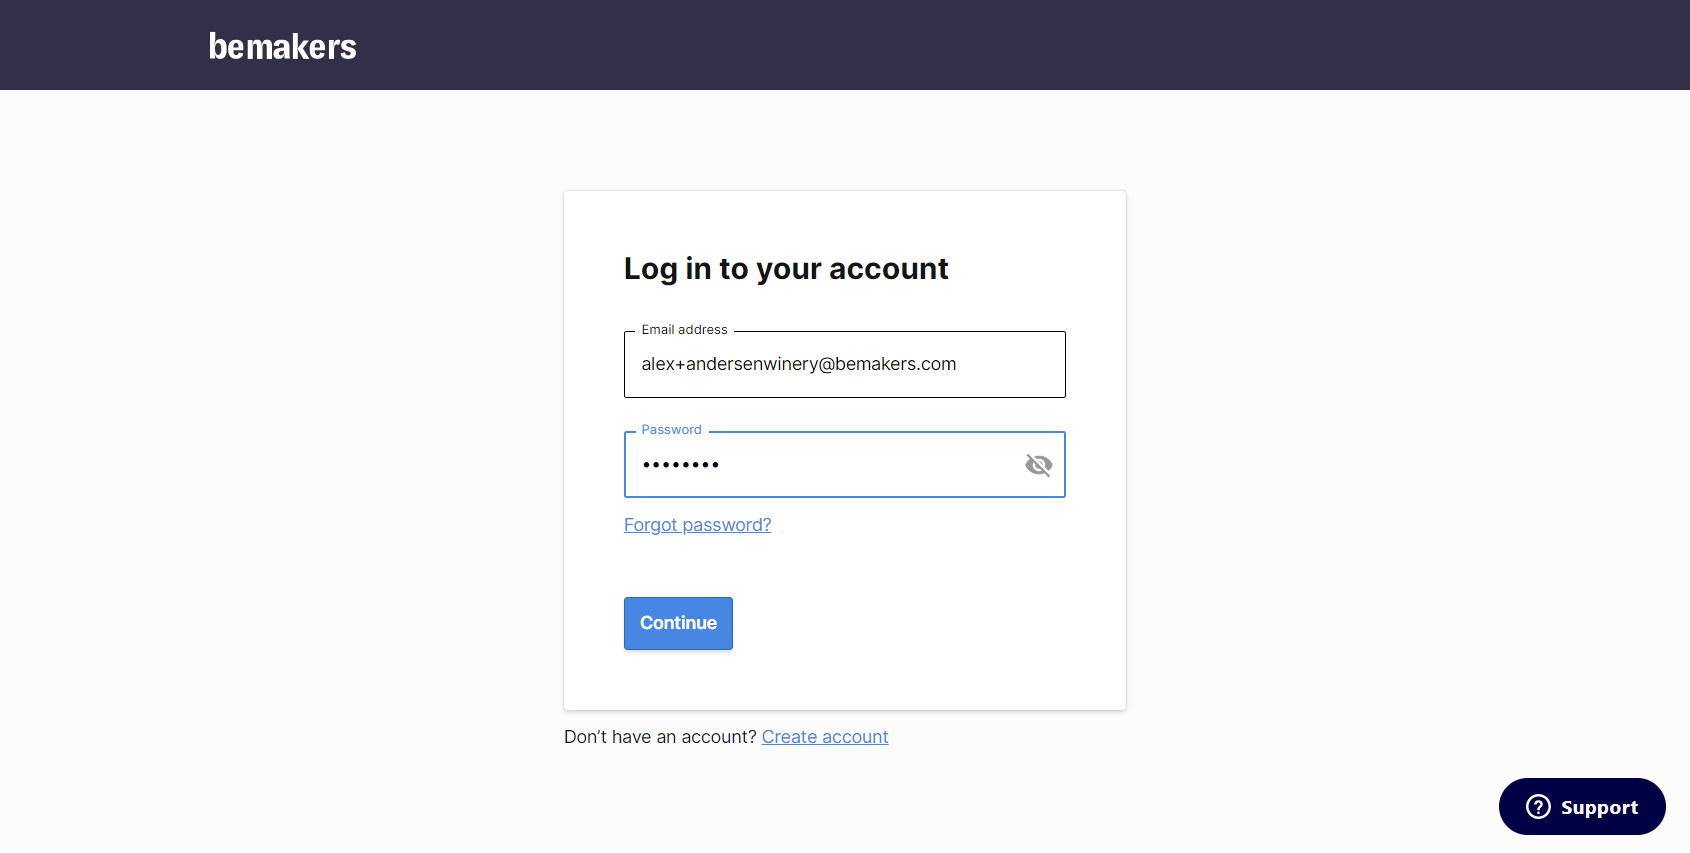 bemakers
Log in to your account
Email address
alex+andersenwinery@bemakers.com
Password
••••••••
Forgot password?
Continue
Don’t have an account? Create account
Support